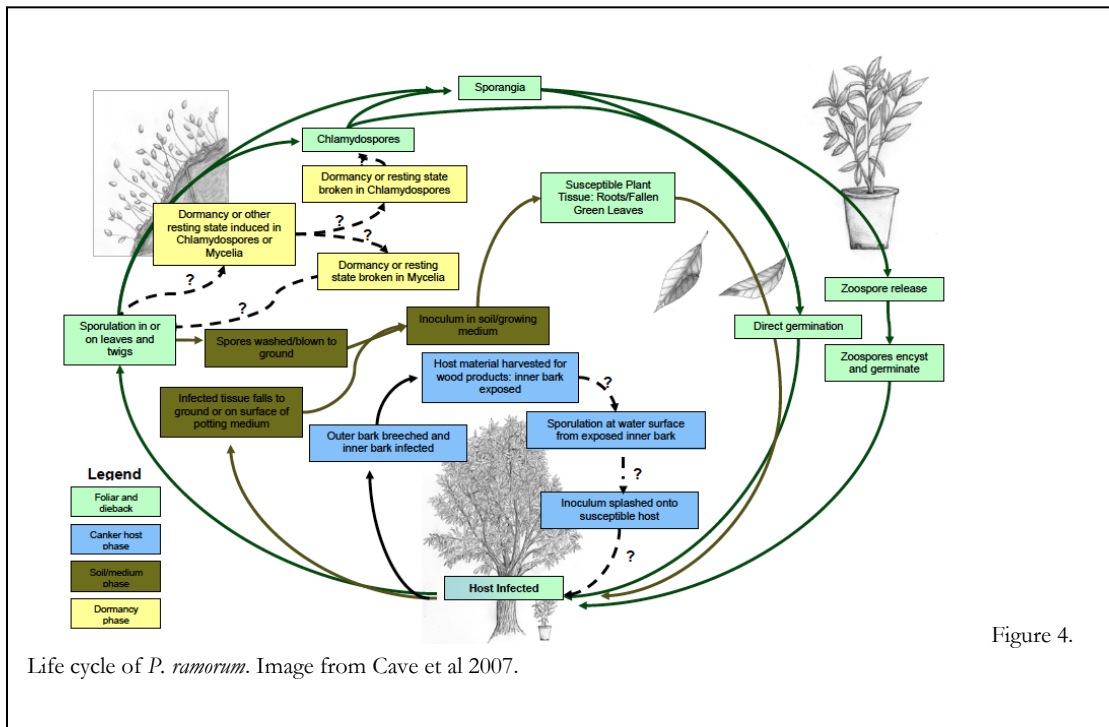 Sporangia
Chlamydospores
Dormancy or resting state
broken in Chlamydospores
Susceptible Plant
Tissue: Roots/Fallen
Green Leaves
Dormancy or other
resting state induced in
Chlamydospores or
Mycelia
?
?
?
Dormancy or resting
state broken in Mycelia
?
?
Zoospore release
Sporulation in or
on leaves and
twigs
Spores washed/blown to
ground
Inoculum in soil/growing
medium
Direct germination
Zoospores encyst
and germinate
Host material harvested for
wood products: inner bark
exposed
?
Infected tissue falls to
ground or on surface of
potting medium
Outer bark breeched and
inner bark infected
Sporulation at water surface
from exposed inner bark
?
Inoculum splashed onto
susceptible host
?
Legend
Foliar and
dieback
Canker host
phase
Soil/medium
phase
Dormancy
phase
Host Infected
Figure 4.
Life cycle of P. ramorum. Image from Cave et al 2007.